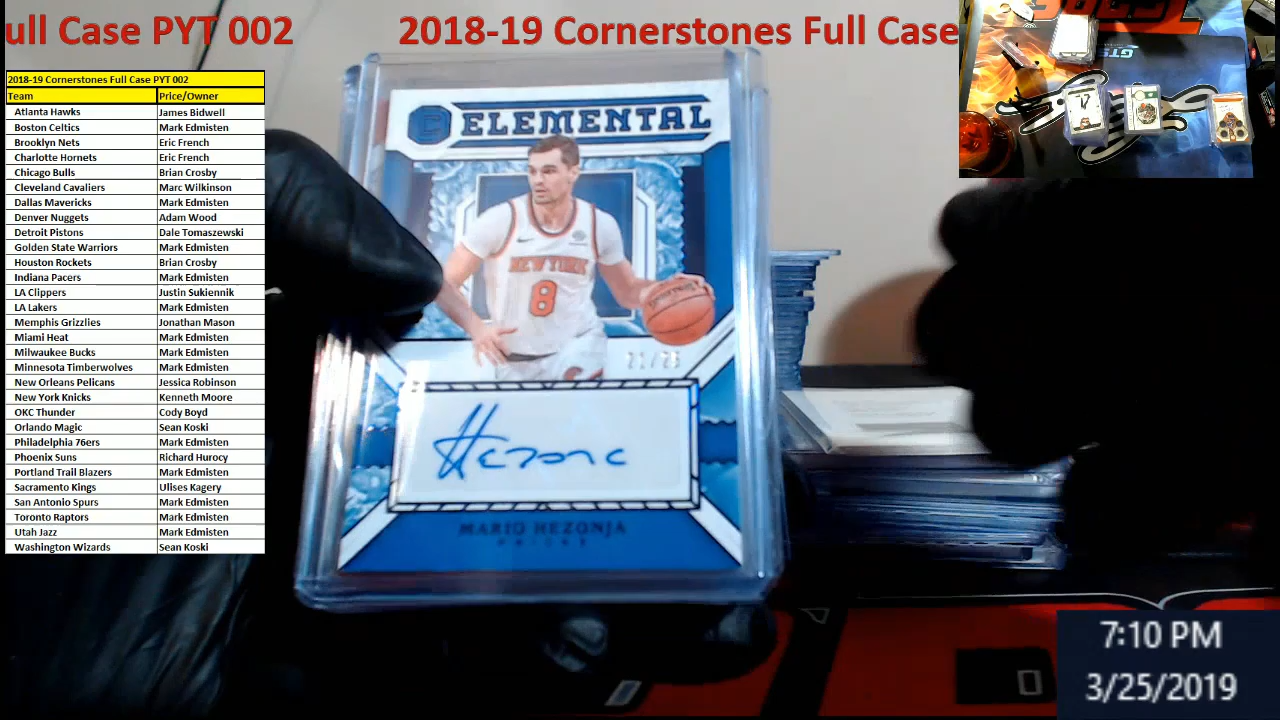 ull Case PYT 002
2018-19 Cornerstones Full Case
2018-19 Cornerstones Full Case PYT 002
Team Price/Owner
Atlanta Hawks James Bidwell
Boston Celtics Mark Edmisten
Brooklyn Nets Eric French
Charlotte Hornets Eric French
Chicago Bulls Brian Crosby
Cleveland Cavaliers Marc Wilkinson
Dallas Mavericks Mark Edmisten
Denver Nuggets Adam Wood
Detroit Pistons Dale Tomaszewski
Golden State Warriors Mark Edmisten
Houston Rockets Brian Crosby
Indiana Pacers Mark Edmisten
LA Clippers Justin Sukiennik
LA Lakers Mark Edmisten
Memphis Grizzlies Jonathan Mason
Miami Heat Mark Edmisten
Milwaukee Bucks Mark Edmisten
Minnesota Timberwolves Mark Edmisten
New Orleans Pelicans Jessica Robinson
New York Knicks Kenneth Moore
OKC Thunder Cody Boyd
Orlando Magic Sean Koski
Philadelphia 76ers Mark Edmisten
Phoenix Suns Richard Hurocy
Portland Trail Blazers Mark Edmisten
Sacramento Kings Ulises Kagery
San Antonio Spurs Mark Edmisten
Toronto Raptors Mark Edmisten
Utah Jazz Mark Edmisten
Washington Wizards Sean Koski
C ELEMENTAL
NEW YORK
8
21/25
Hezonja
MARIO HEZONJA
KNICKS
GTS
7:10 PM
3/25/2019